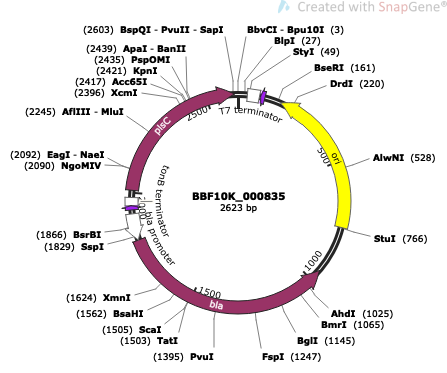 Created with SnapGene®
(2603) BspQI - PvuII - SapI
BbvCI - Bpu10I (3)
BlpI (27)
StyI (49)
BseRI (161)
DrdI (220)
(2439) ApaI - BanII
(2435) PspOMI
(2421) KpnI
(2417) Acc65I
(2396) XcmI
(2245) AflIII - MluI
(2092) EagI - NaeI
(2090) NgoMIV
(1866) BsrBI
(1829) SspI
(1624) XmnI
(1562) BsaHI
(1505) ScaI
(1503) TatI
(1395) PvuI
FspI (1247)
BglI (1145)
BmrI (1065)
AhdI (1025)
StuI (766)
AlwNI (528)
T7 terminator
plsC
ori
tonB terminator
bla promoter
bla
500
1000
1500
2500
BBF10K_000835
2623 bp